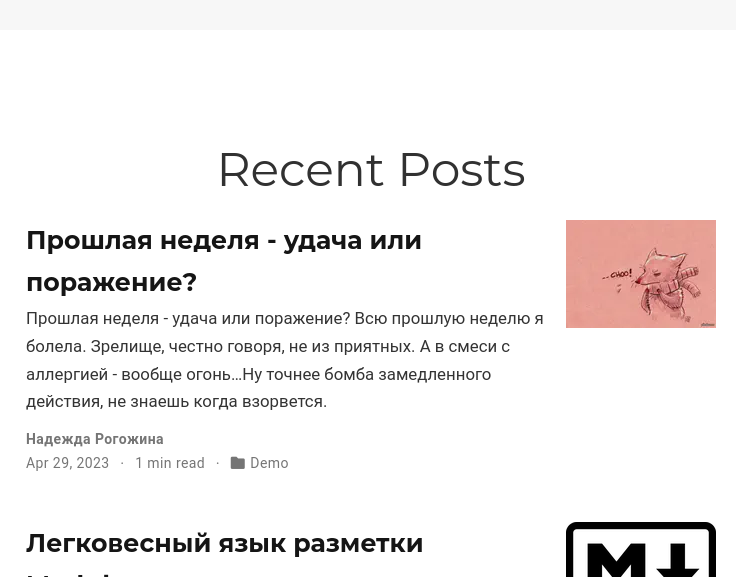 Recent Posts
Прошлая неделя - удача или
поражение?
--CHOO!
Прошлая неделя - удача или поражение? Всю прошлую неделю я
болела. Зрелище, честно говоря, не из приятных. А в смеси с
аллергией - вообще огонь…Ну точнее бомба замедленного
действия, не знаешь когда взорвется.
Надежда Рогожина
Apr 29, 2023 · 1 min read · Demo
Легковесный язык разметки
M